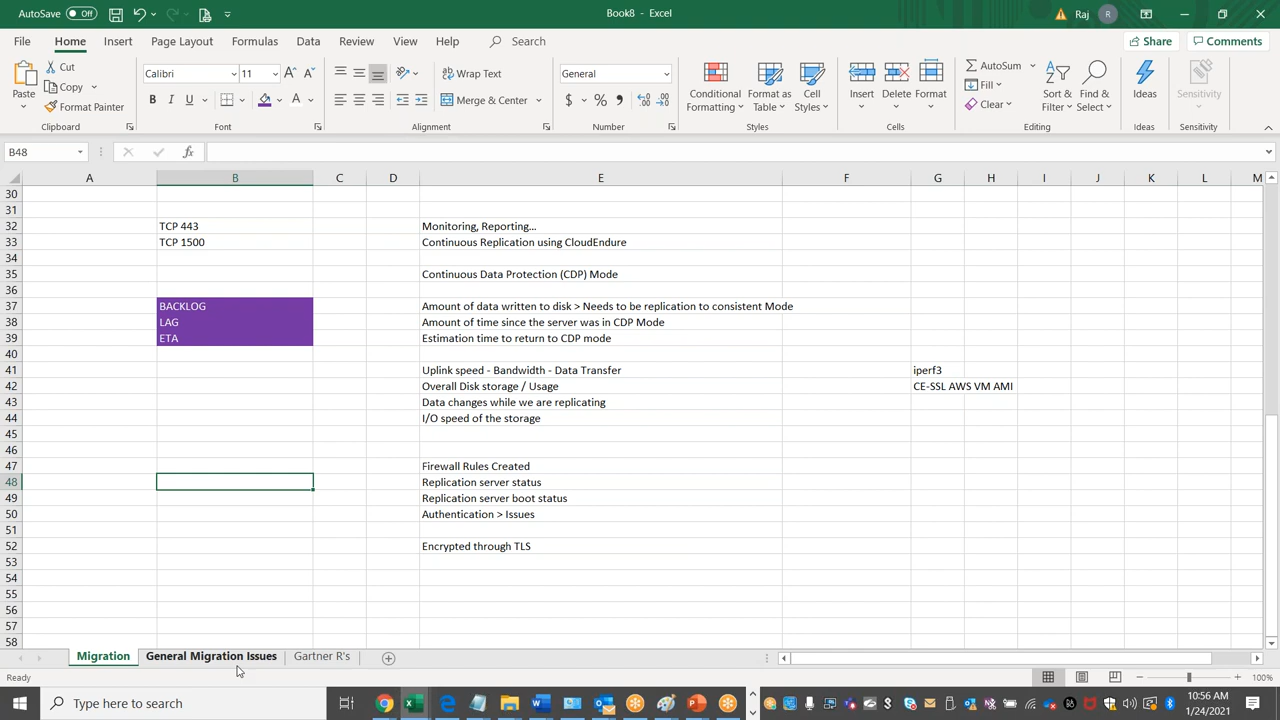 AutoSave Off
Book8 - Excel
Raj
R
File Home Insert Page Layout Formulas Data Review View Help Search
Share Comments
Paste
Cut
Copy
Format Painter
Clipboard
Calibri 11
B I U
Font
Wrap Text
Merge & Center
Alignment
General
$ % ,
Number
Conditional Formatting
Format as Table
Cell Styles
Styles
Insert Delete Format
Cells
AutoSum
Fill
Clear
Sort & Filter
Find & Select
Editing
Ideas
Ideas
Sensitivity
Sensitivity
B48 fx
A B C D E F G H I J K L M
30
31
32 TCP 443 Monitoring, Reporting...
33 TCP 1500 Continuous Replication using CloudEndure
34
35 Continuous Data Protection (CDP) Mode
36
37 BACKLOG Amount of data written to disk > Needs to be replication to consistent Mode
38 LAG Amount of time since the server was in CDP Mode
39 ETA Estimation time to return to CDP mode
40
41 Uplink speed - Bandwidth - Data Transfer iperf3
42 Overall Disk storage / Usage CE-SSL AWS VM AMI
43 Data changes while we are replicating
44 I/O speed of the storage
45
46
47 Firewall Rules Created
48 Replication server status
49 Replication server boot status
50 Authentication > Issues
51
52 Encrypted through TLS
53
54
55
56
57
58
Migration General Migration Issues Gartner R's
Ready
100%
Type here to search
10:56 AM
1/24/2021